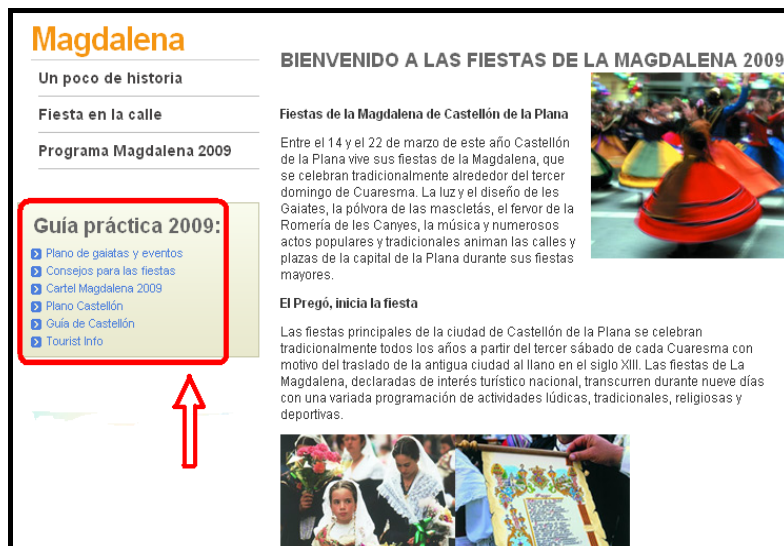 Magdalena
Un poco de historia
Fiesta en la calle
Programa Magdalena 2009
Guía práctica 2009:
Plano de gaiatas y eventos
Consejos para las fiestas
Cartel Magdalena 2009
Plano Castellón
Guía de Castellón
Tourist Info
BIENVENIDO A LAS FIESTAS DE LA MAGDALENA 2009
Fiestas de la Magdalena de Castellón de la Plana
Entre el 14 y el 22 de marzo de este año Castellón
de la Plana vive sus fiestas de la Magdalena, que
se celebran tradicionalmente alrededor del tercer
domingo de Cuaresma. La luz y el diseño de les
Gaiates, la pólvora de las mascletás, el fervor de la
Romería de les Canyes, la música y numerosos
actos populares y tradicionales animan las calles y
plazas de la capital de la Plana durante sus fiestas
mayores.
El Pregó, inicia la fiesta
Las fiestas principales de la ciudad de Castellón de la Plana se celebran
tradicionalmente todos los años a partir del tercer sábado de cada Cuaresma con
motivo del traslado de la antigua ciudad al llano en el siglo XIII. Las fiestas de La
Magdalena, declaradas de interés turístico nacional, transcurren durante nueve días
con una variada programación de actividades lúdicas, tradicionales, religiosas y
deportivas.